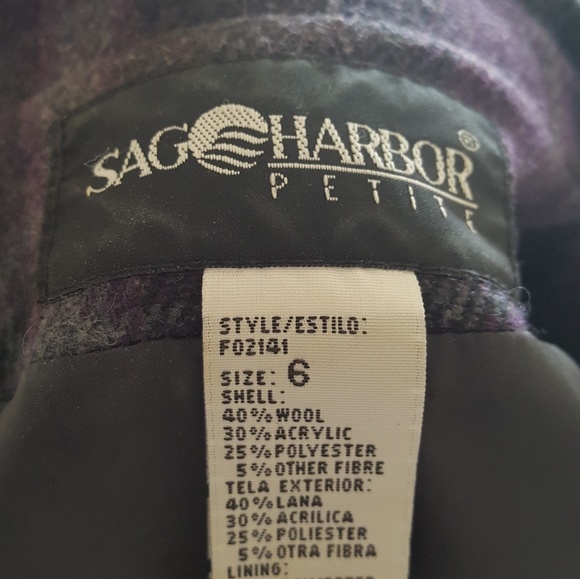 SAG HARBOR®
PETITE
STYLE/ESTILO:
F02141
SIZE: 6
SHELL:
40% WOOL
30% ACRYLIC
25% POLYESTER
5% OTHER FIBRE
TELA EXTERIOR:
40% LANA
30% ACRILICA
25% POLIESTER
5% OTRA FIBRA
LINING: